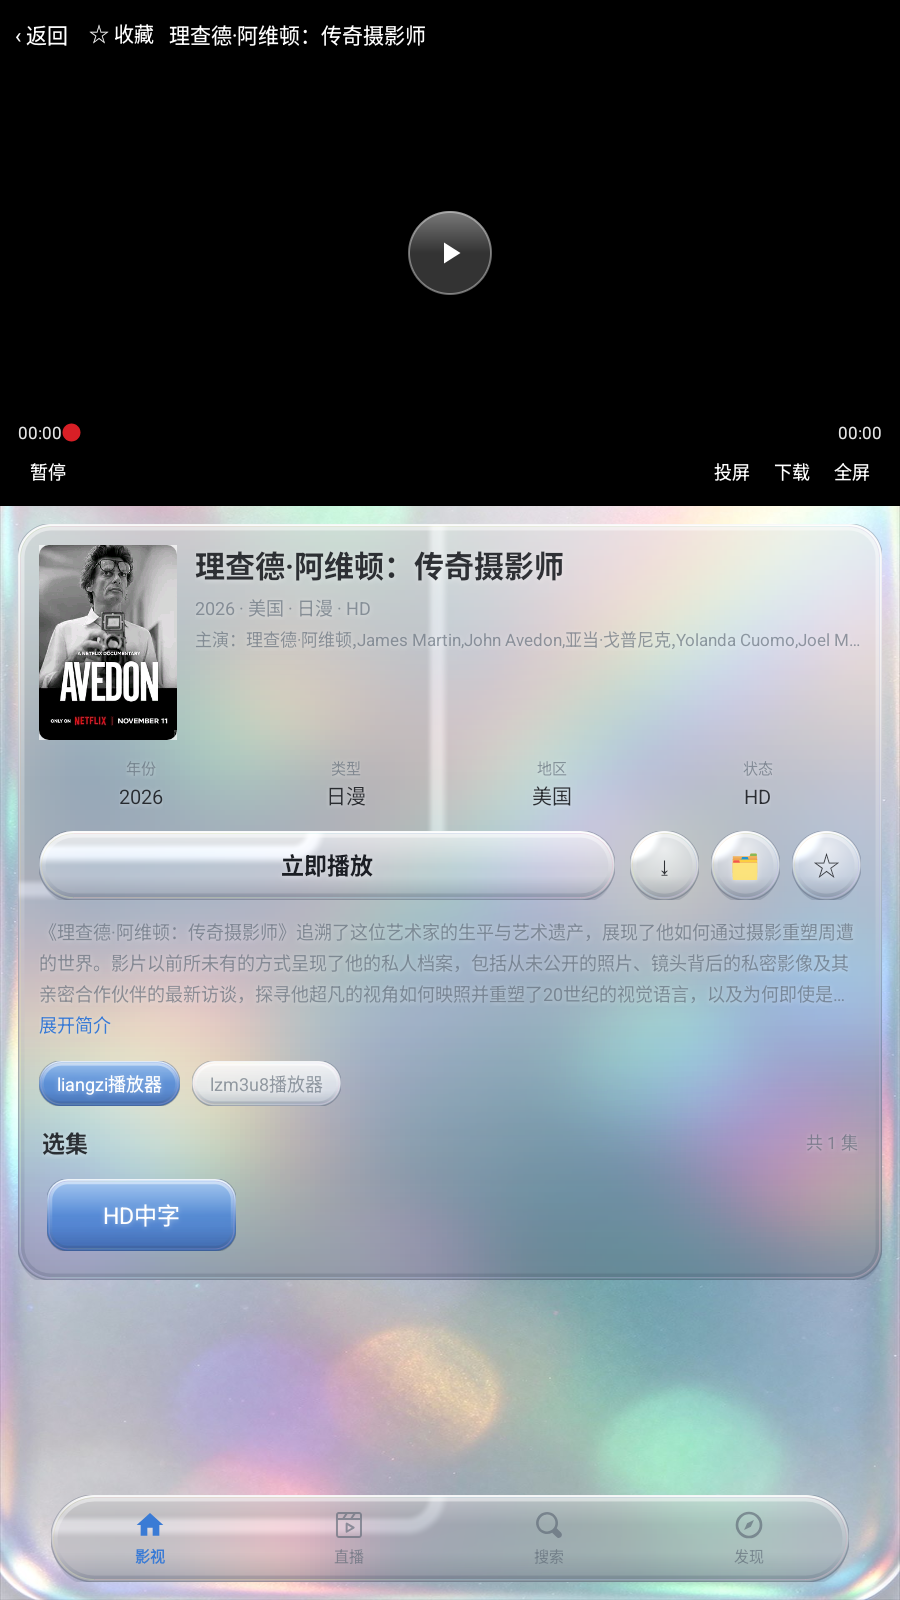 ‹ 返回 ☆ 收藏 理查德·阿维顿：传奇摄影师
00:00 00:00
暂停 投屏 下载 全屏
理查德·阿维顿：传奇摄影师
2026 · 美国 · 日漫 · HD
主演：理查德·阿维顿,James Martin,John Avedon,亚当·戈普尼克,Yolanda Cuomo,Joel M...
A NETFLIX DOCUMENTARY
AVEDON
ONLY ON NETFLIX | NOVEMBER 11
年份 类型 地区 状态
2026 日漫 美国 HD
立即播放 ↓ ☆
《理查德·阿维顿：传奇摄影师》追溯了这位艺术家的生平与艺术遗产，展现了他如何通过摄影重塑周遭
的世界。影片以前所未有的方式呈现了他的私人档案，包括从未公开的照片、镜头背后的私密影像及其
亲密合作伙伴的最新访谈，探寻他超凡的视角如何映照并重塑了20世纪的视觉语言，以及为何即使是...
展开简介
liangzi播放器 lzm3u8播放器
选集 共 1 集
HD中字
影视 直播 搜索 发现